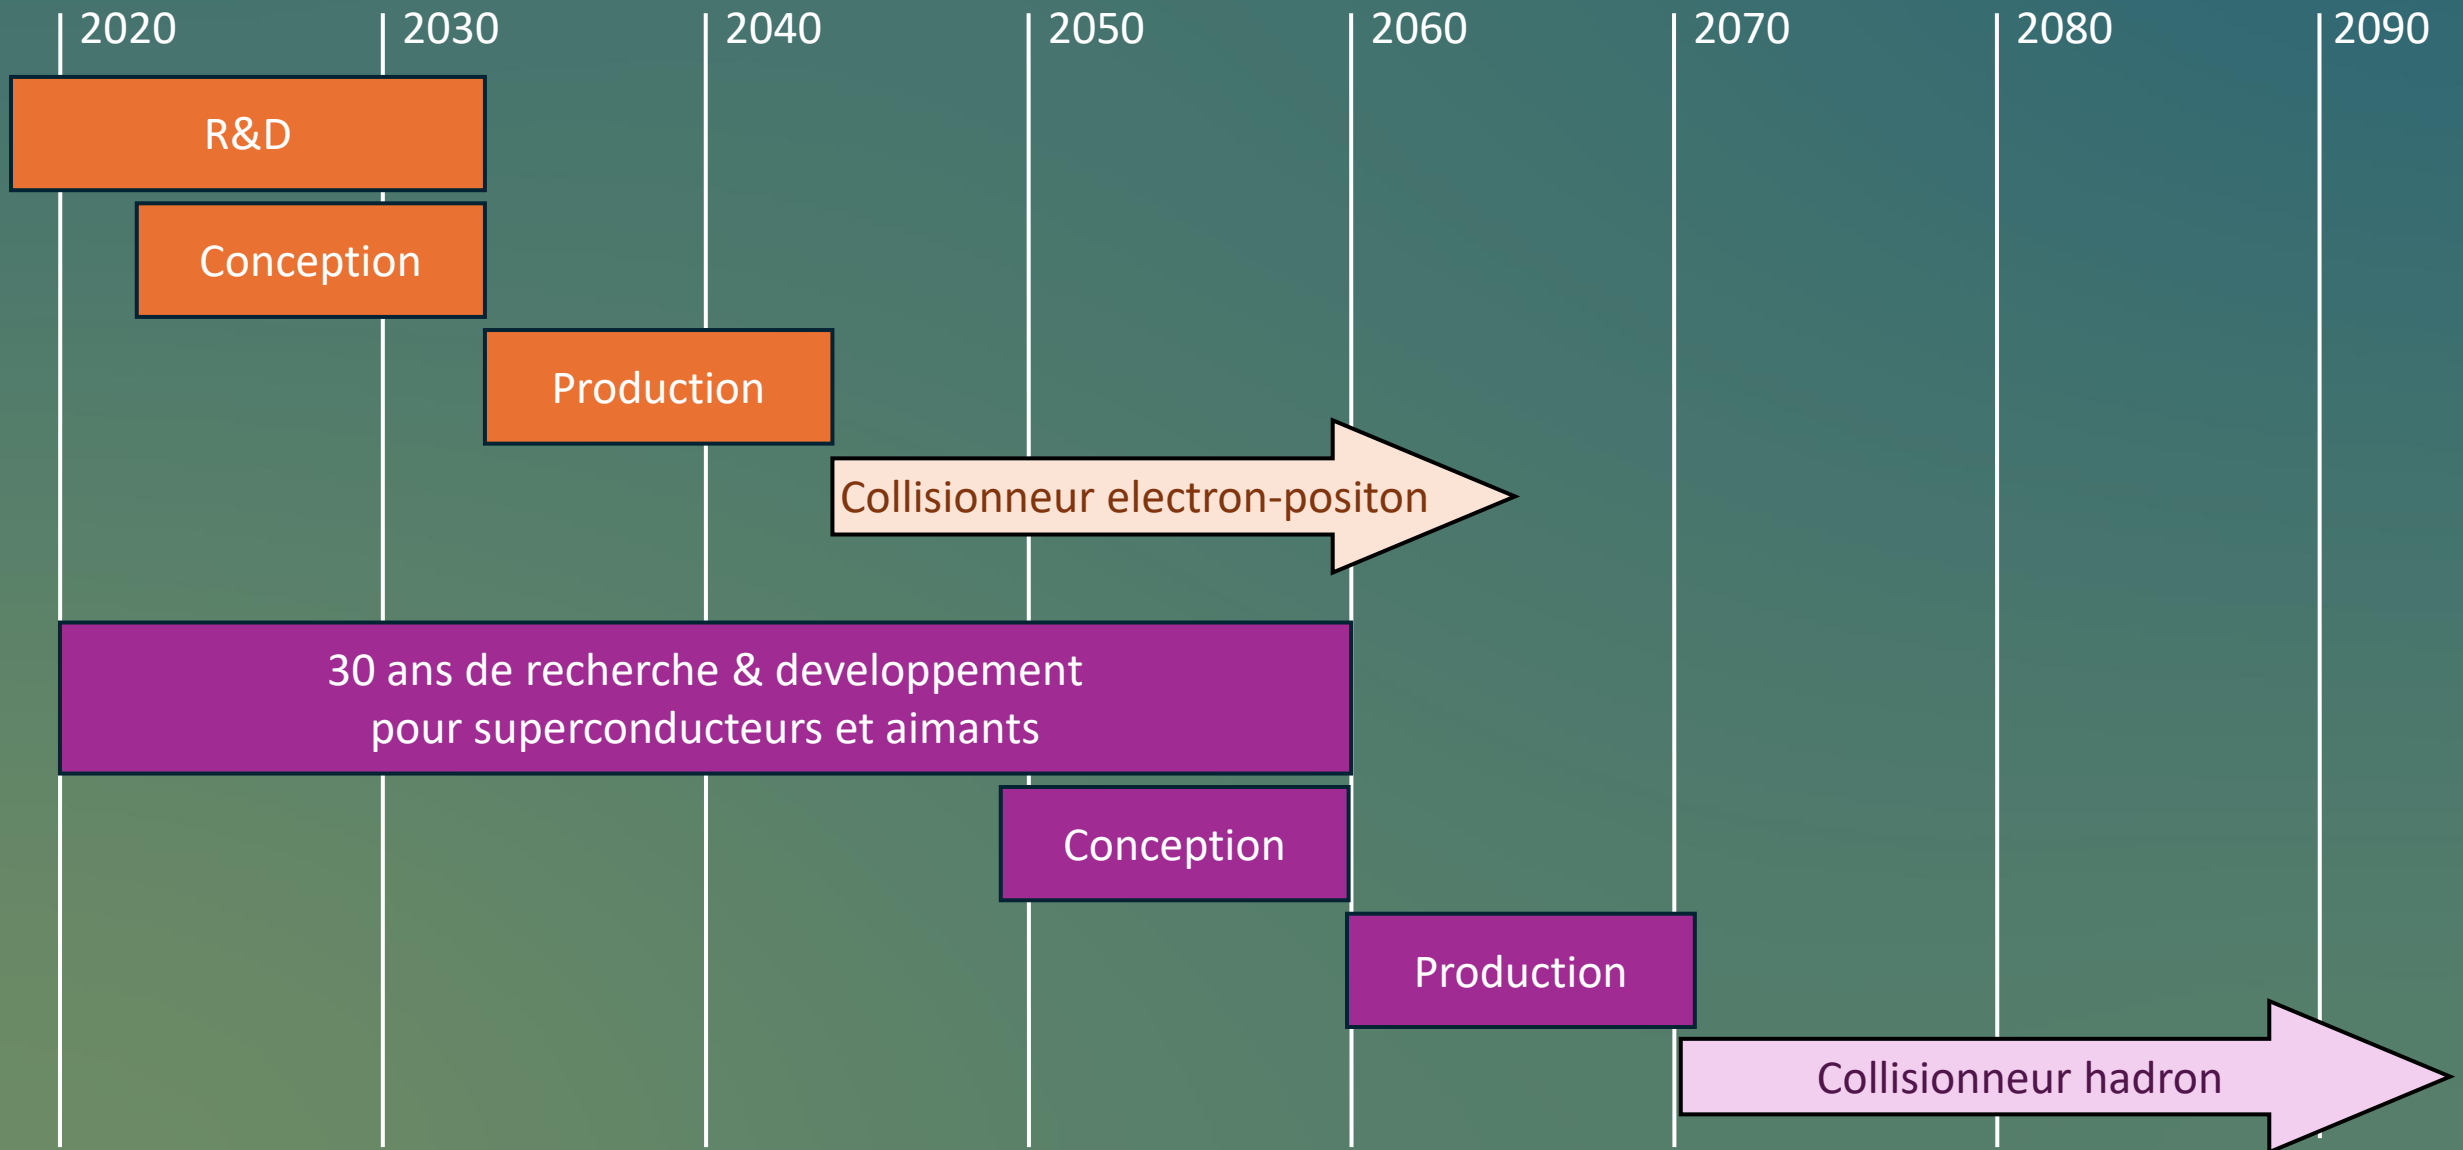 2020
2030
2040
2050
2060
2070
2080
2090
R&D
Conception
Production
Collisionneur electron-positon
30 ans de recherche & developpement
pour superconducteurs et aimants
Conception
Production
Collisionneur hadron